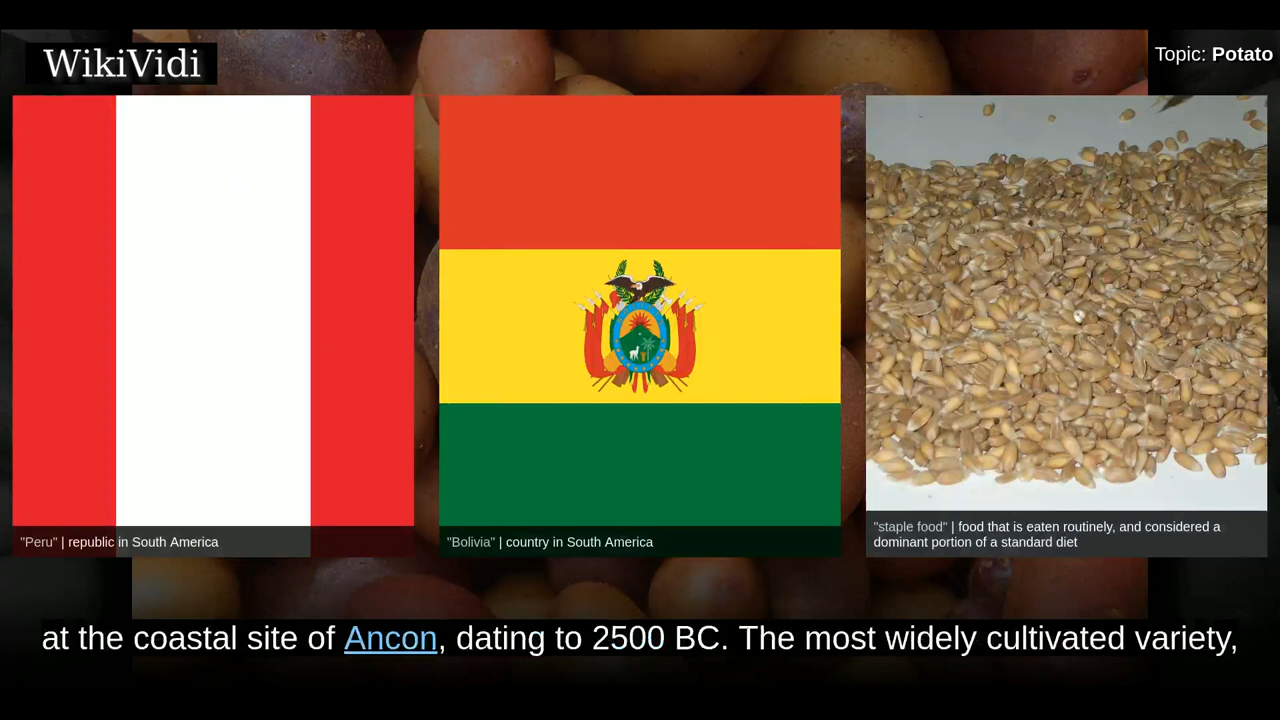 WikiVidi
Topic: Potato
"Peru" | republic in South America
"Bolivia" | country in South America
"staple food" | food that is eaten routinely, and considered a
dominant portion of a standard diet
at the coastal site of Ancon, dating to 2500 BC. The most widely cultivated variety,